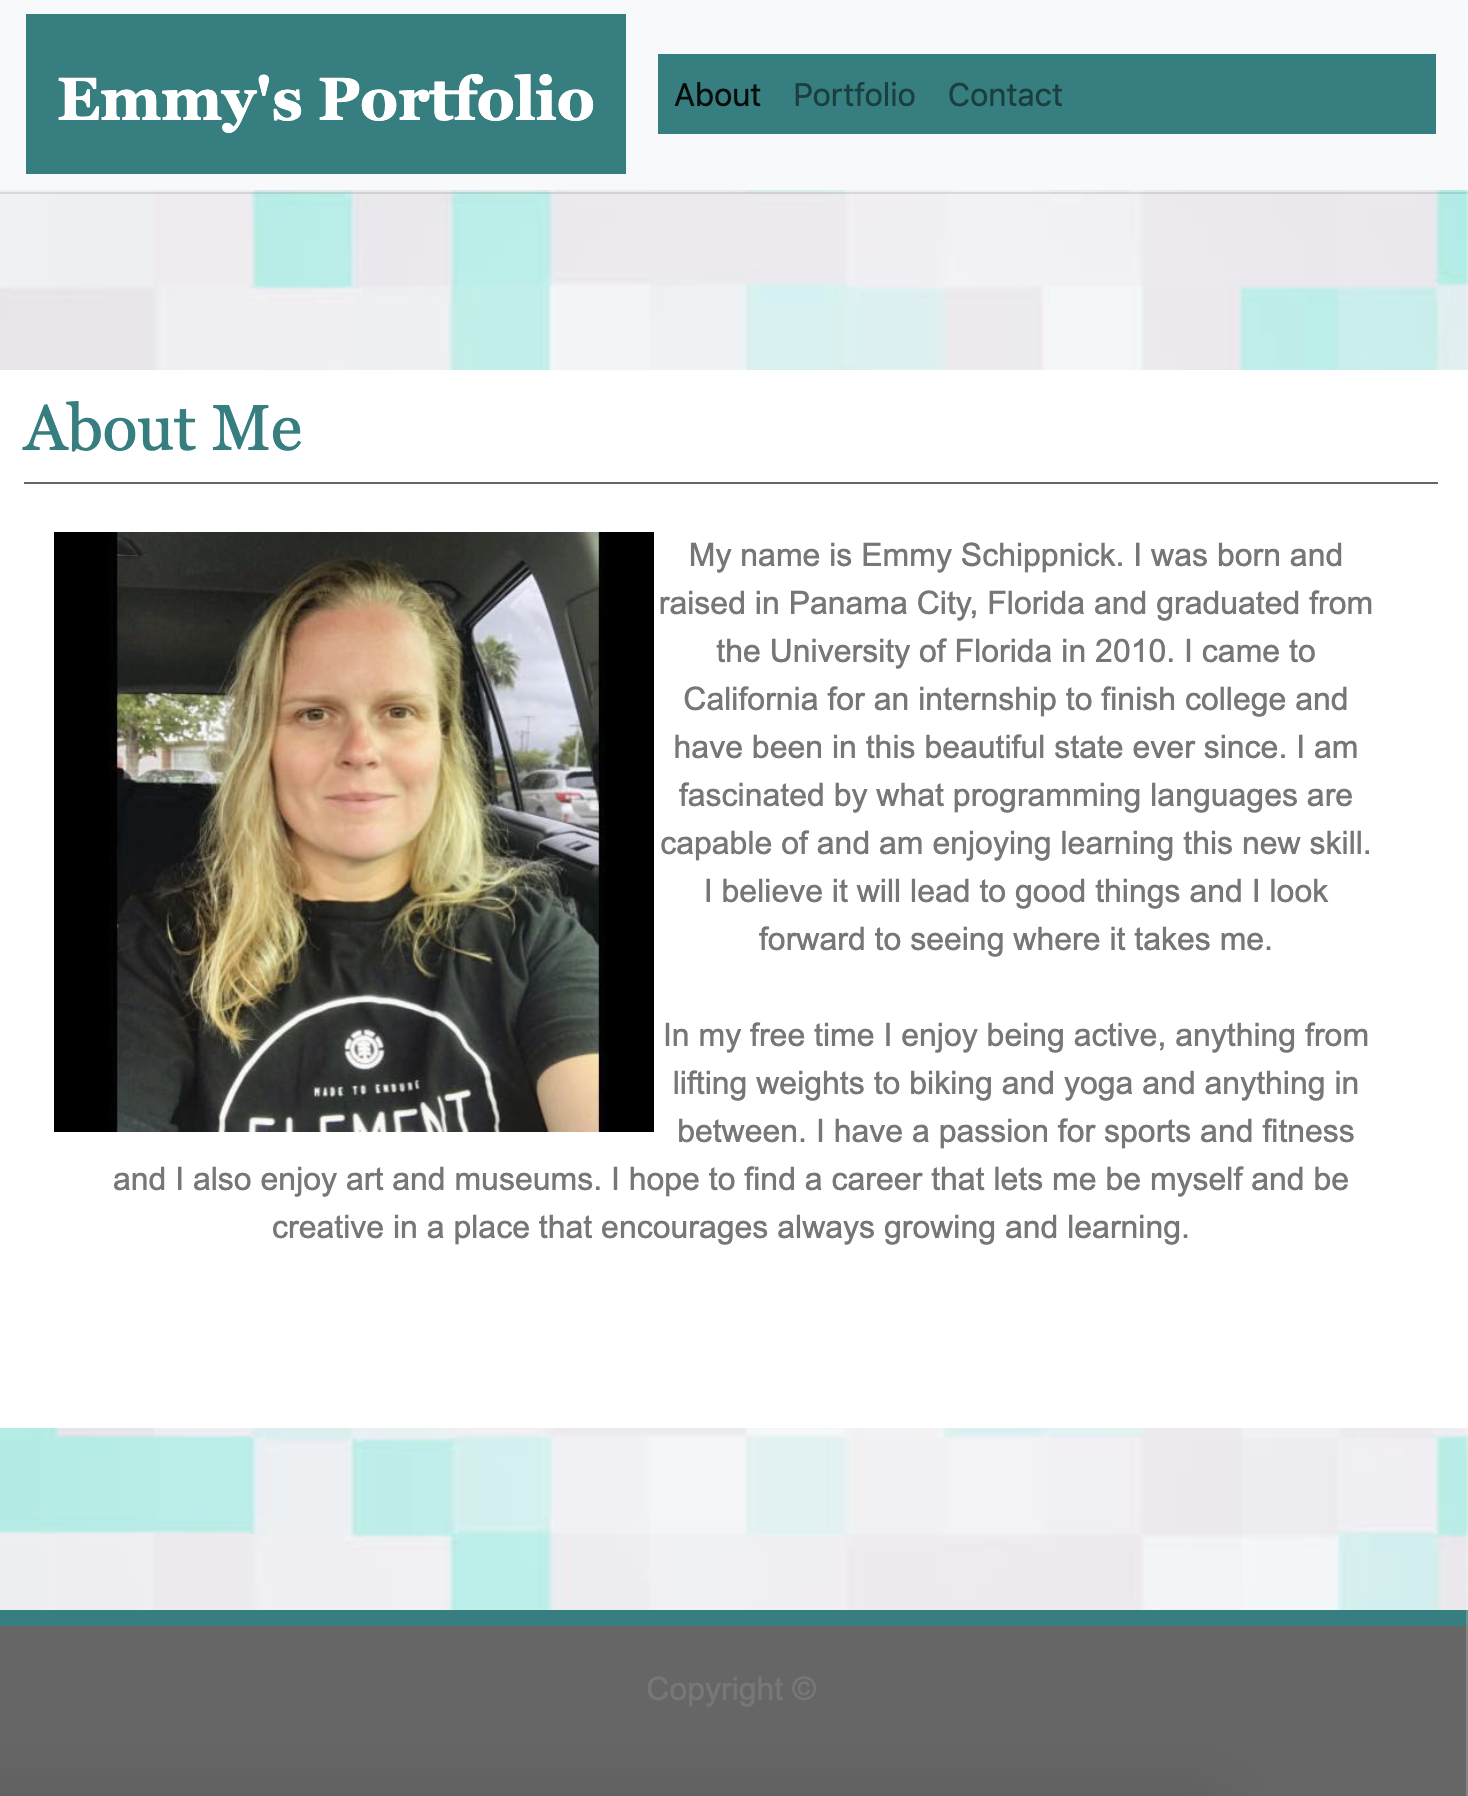 Emmy's Portfolio
About Portfolio Contact
About Me
My name is Emmy Schippnick. I was born and
raised in Panama City, Florida and graduated from
the University of Florida in 2010. I came to
California for an internship to finish college and
have been in this beautiful state ever since. I am
fascinated by what programming languages are
capable of and am enjoying learning this new skill.
I believe it will lead to good things and I look
forward to seeing where it takes me.
MADE TO ENDURE
ELEMENT
In my free time I enjoy being active, anything from
lifting weights to biking and yoga and anything in
between. I have a passion for sports and fitness
and I also enjoy art and museums. I hope to find a career that lets me be myself and be
creative in a place that encourages always growing and learning.
Copyright ©